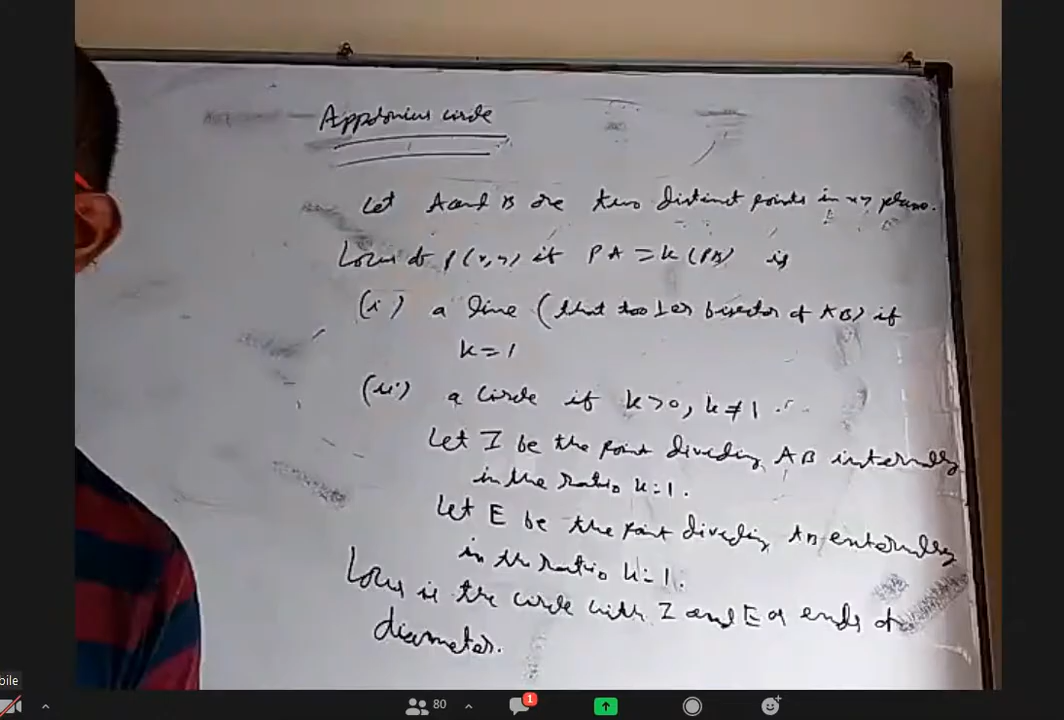 Appolonius circle
Let A and B are two distinct points in xy plane.
Locus of P(x,y) if PA = k(PB) is
(i) a line (that too ⊥er bisector of AB) if
k = 1
(ii) a circle if k > 0, k ≠ 1
Let I be the point dividing AB internally
in the ratio k:1.
Let E be the point dividing AB externally
in the ratio k:1.
Locus is the circle with I and E as ends of
diameter.
bile
80
1